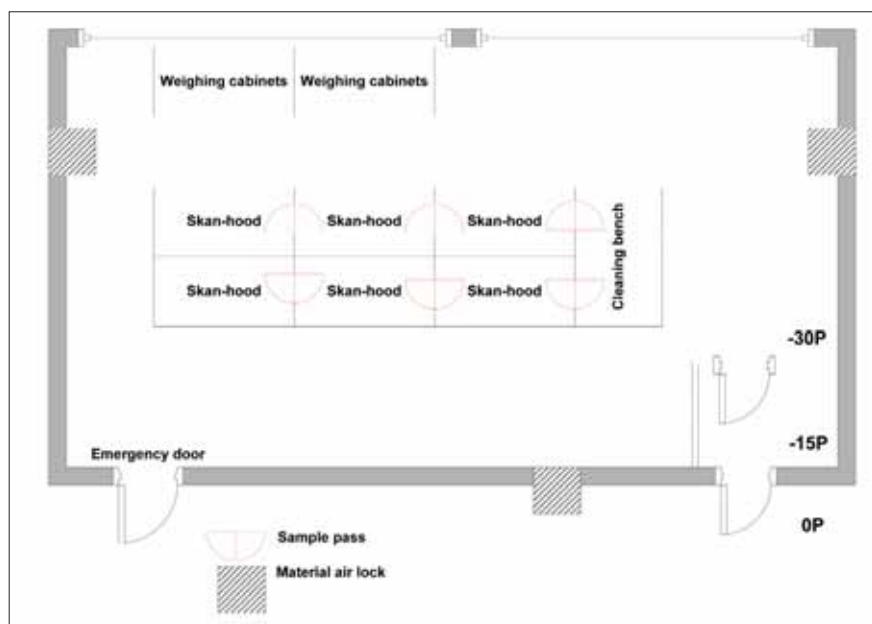 Weighing cabinets Weighing cabinets
Skan-hood Skan-hood Skan-hood
Cleaning bench
Skan-hood Skan-hood Skan-hood
-30P
-15P
Emergency door
0P
Sample pass
Material air lock